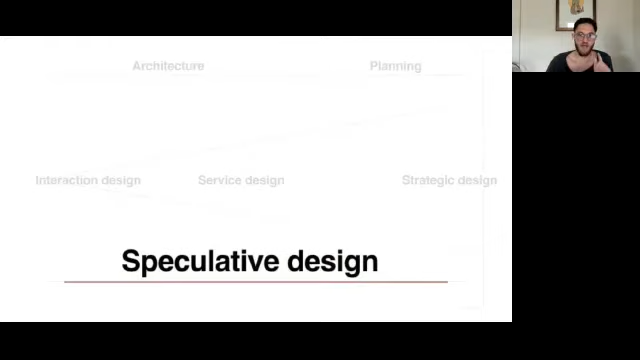 Architecture Planning
Interaction design Service design Strategic design
Speculative design